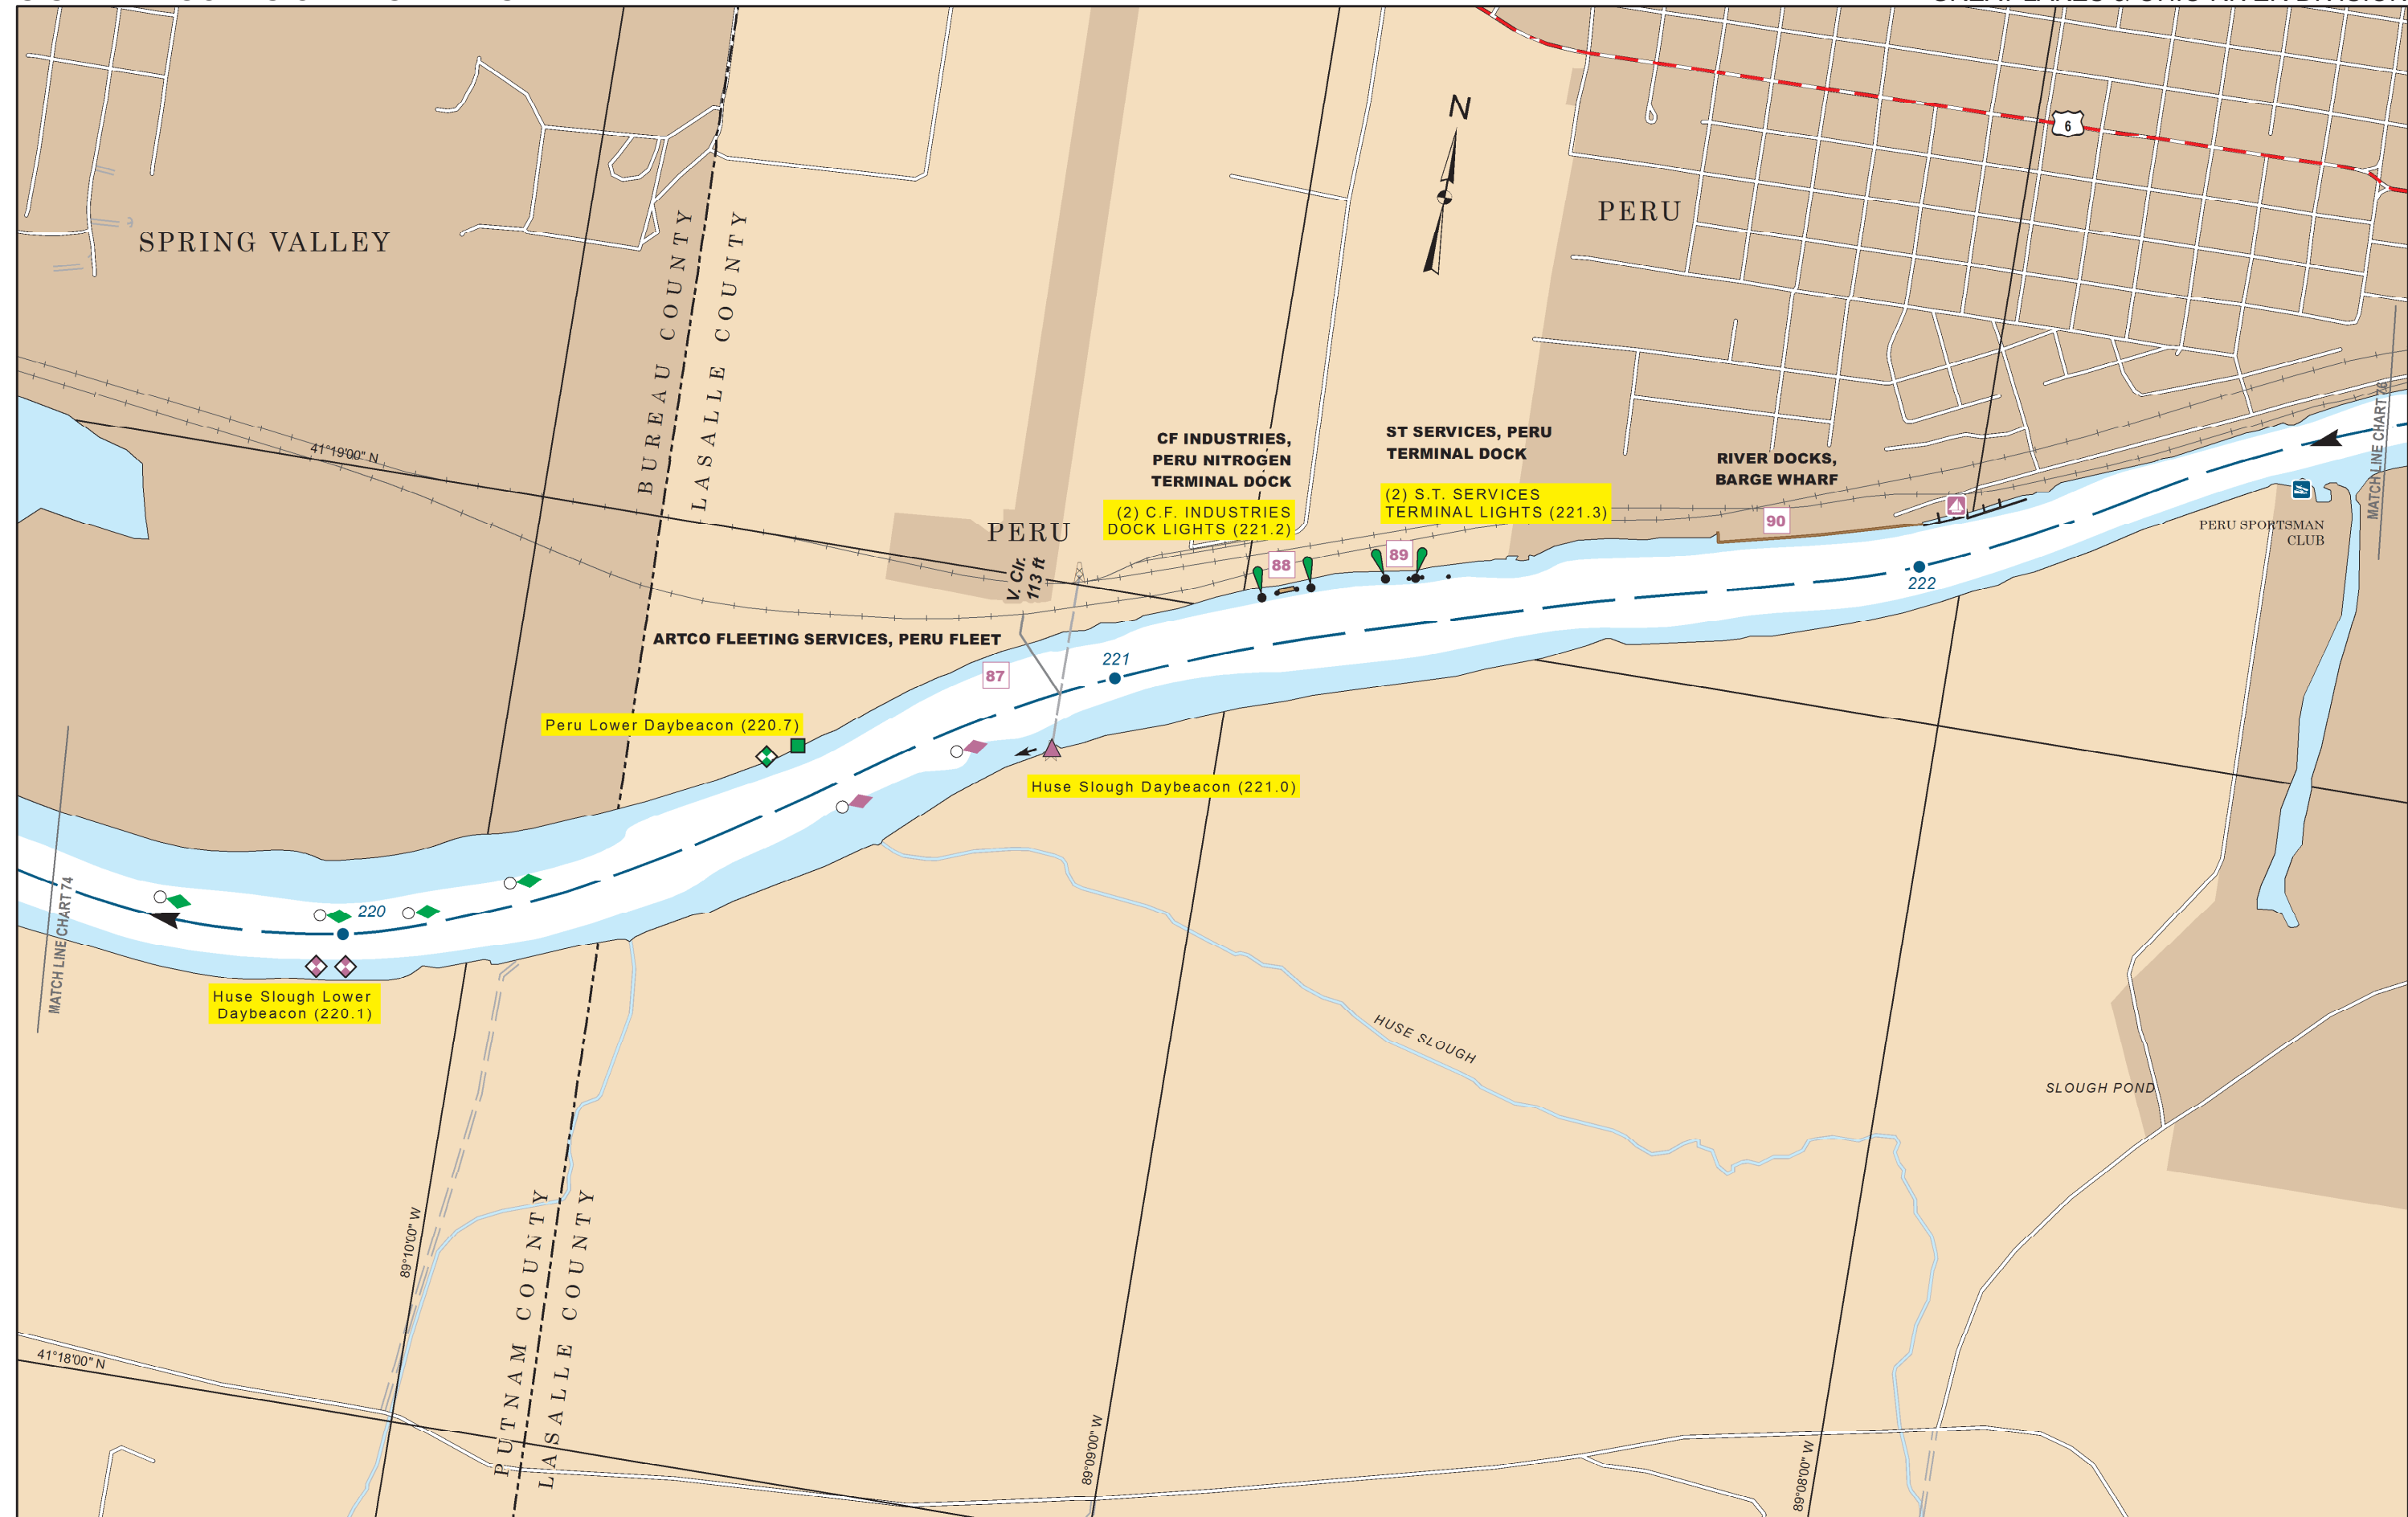 N
6
SPRING VALLEY
PERU
BUREAU COUNTY
LASALLE COUNTY
41°19'00" N
CF INDUSTRIES,
PERU NITROGEN
TERMINAL DOCK
(2) C.F. INDUSTRIES
DOCK LIGHTS (221.2)
ST SERVICES, PERU
TERMINAL DOCK
(2) S.T. SERVICES
TERMINAL LIGHTS (221.3)
RIVER DOCKS,
BARGE WHARF
MATCH LINE CHART 76
PERU SPORTSMAN
CLUB
PERU
V. Clr.
113 ft
88
89
90
222
ARTCO FLEETING SERVICES, PERU FLEET
87
221
Peru Lower Daybeacon (220.7)
Huse Slough Daybeacon (221.0)
220
MATCH LINE CHART 74
Huse Slough Lower
Daybeacon (220.1)
HUSE SLOUGH
SLOUGH POND
89°10'00" W
PUTNAM COUNTY
LASALLE COUNTY
41°18'00" N
89°09'00" W
89°08'00" W